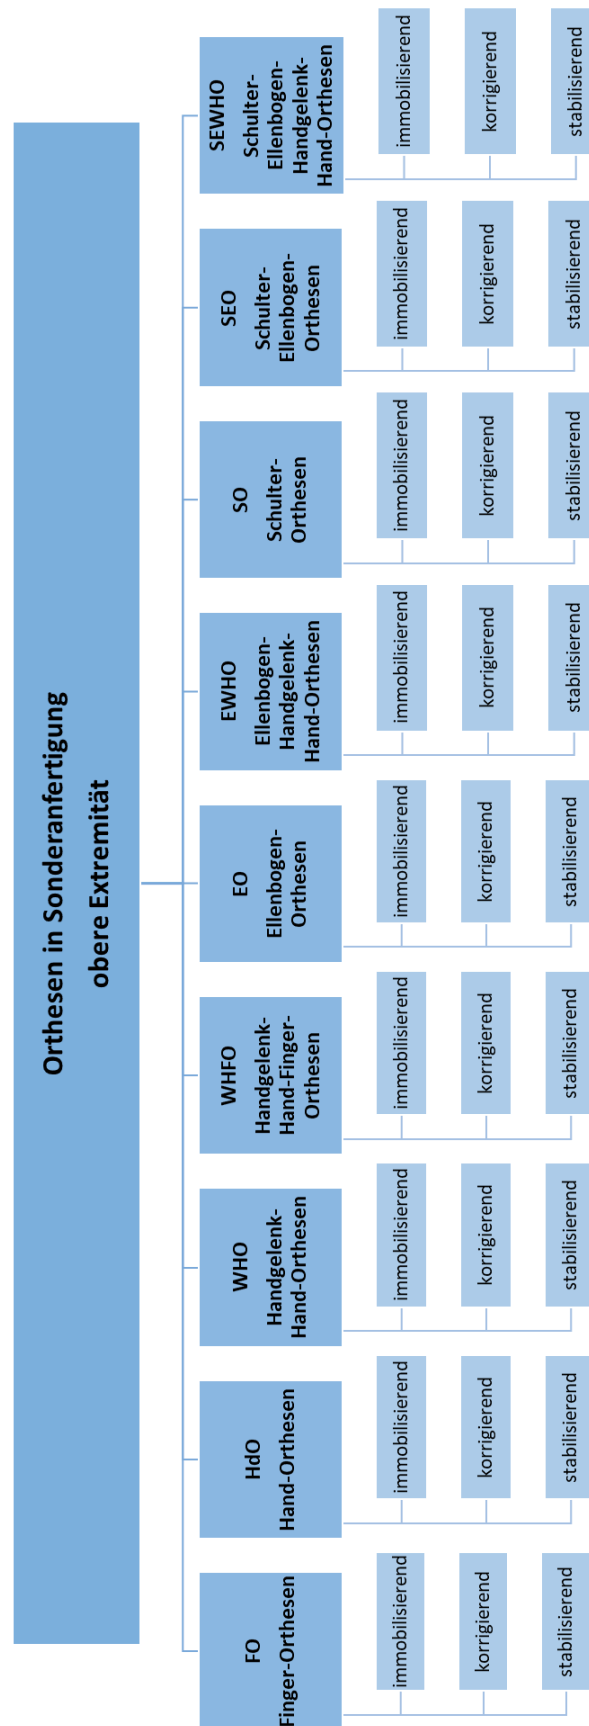 Orthesen in Sonderanfertigung
obere Extremität
FO
Finger-Orthesen
immobilisierend
korrigierend
stabilisierend
HdO
Hand-Orthesen
immobilisierend
korrigierend
stabilisierend
WHO
Handgelenk-
Hand-Orthesen
immobilisierend
korrigierend
stabilisierend
WHFO
Handgelenk-
Hand-Finger-
Orthesen
immobilisierend
korrigierend
stabilisierend
EO
Ellenbogen-
Orthesen
immobilisierend
korrigierend
stabilisierend
EWHO
Ellenbogen-
Handgelenk-
Hand-Orthesen
immobilisierend
korrigierend
stabilisierend
SO
Schulter-
Orthesen
immobilisierend
korrigierend
stabilisierend
SEO
Schulter-
Ellenbogen-
Orthesen
immobilisierend
korrigierend
stabilisierend
SEWHO
Schulter-
Ellenbogen-
Handgelenk-
Hand-Orthesen
immobilisierend
korrigierend
stabilisierend